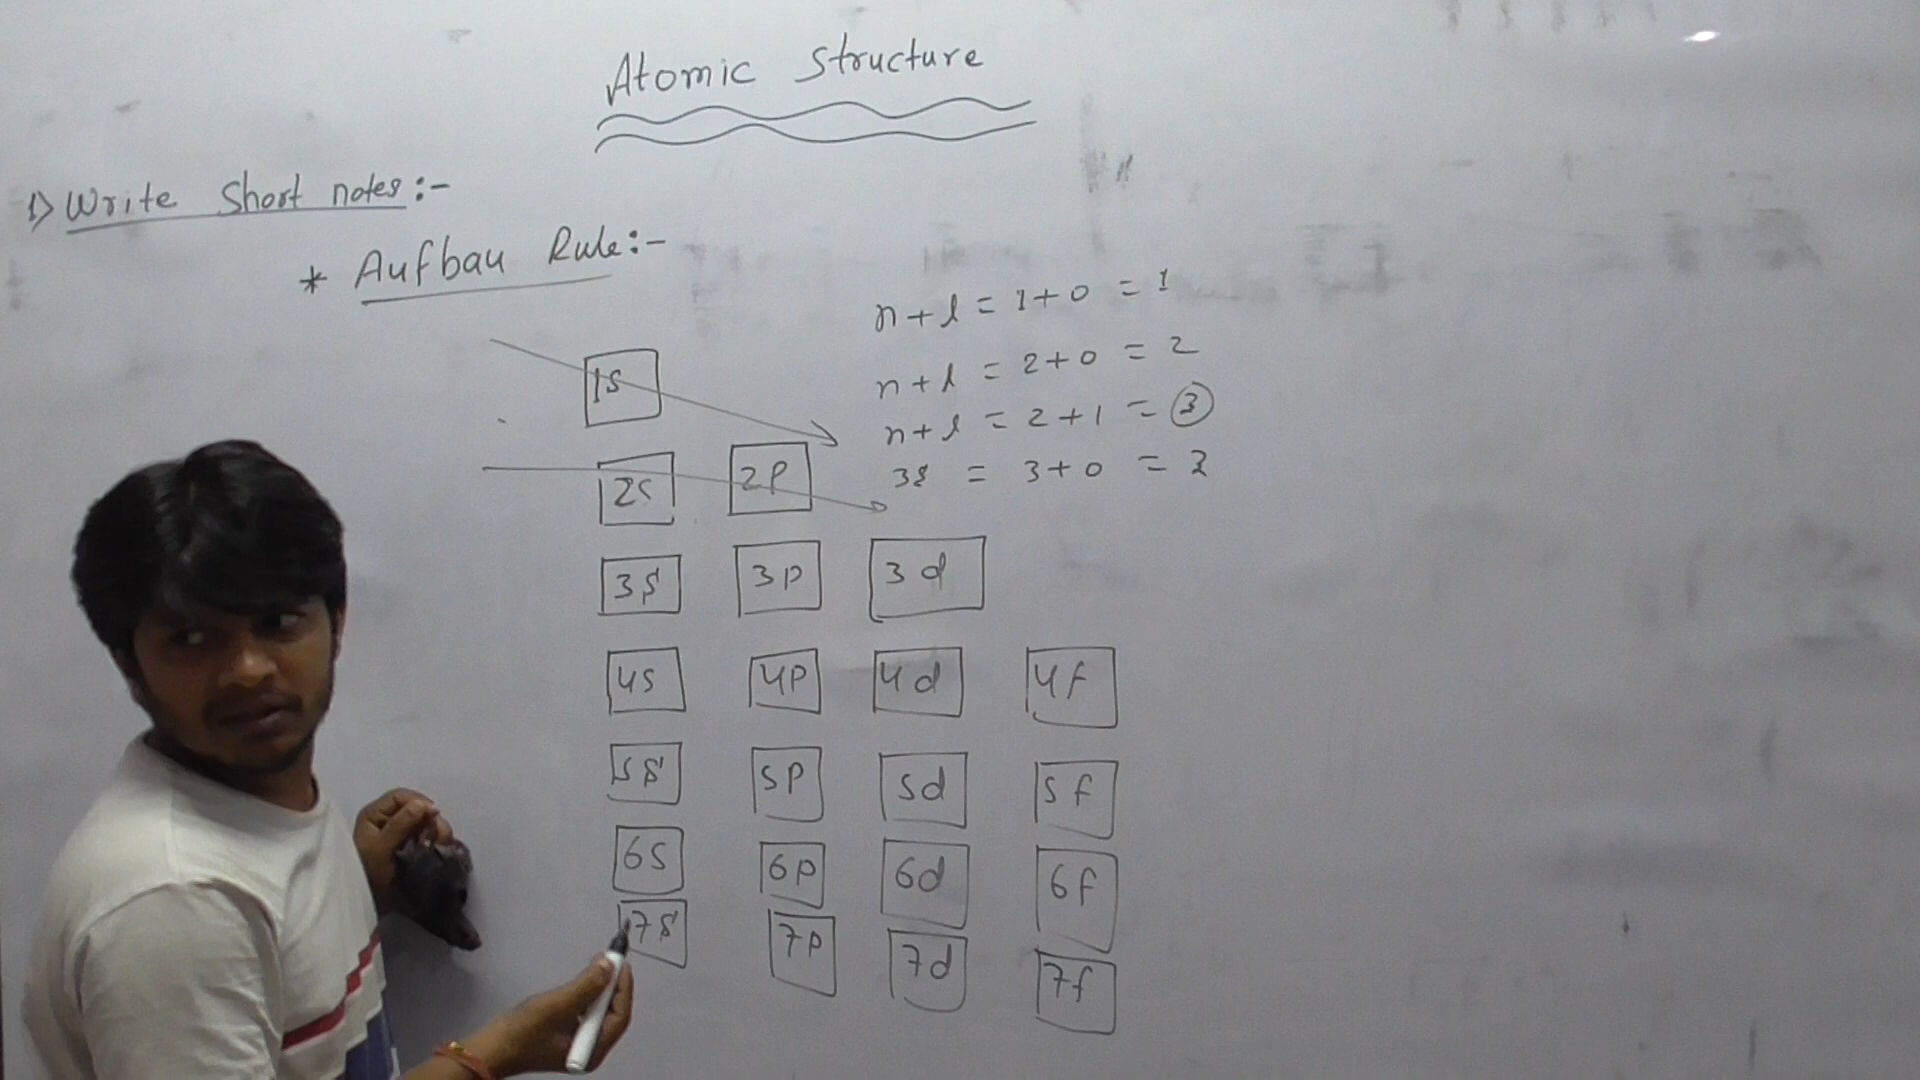 Atomic Structure
1) Write Short notes:-
* Aufbau Rule:-
n+l = 1+0 = 1
n+l = 2+0 = 2
n+l = 2+1 = 3
3s = 3+0 = 3
1s
2s 2p
3s 3p 3d
4s 4p 4d 4f
5s 5p 5d 5f
6s 6p 6d 6f
7s 7p 7d 7f